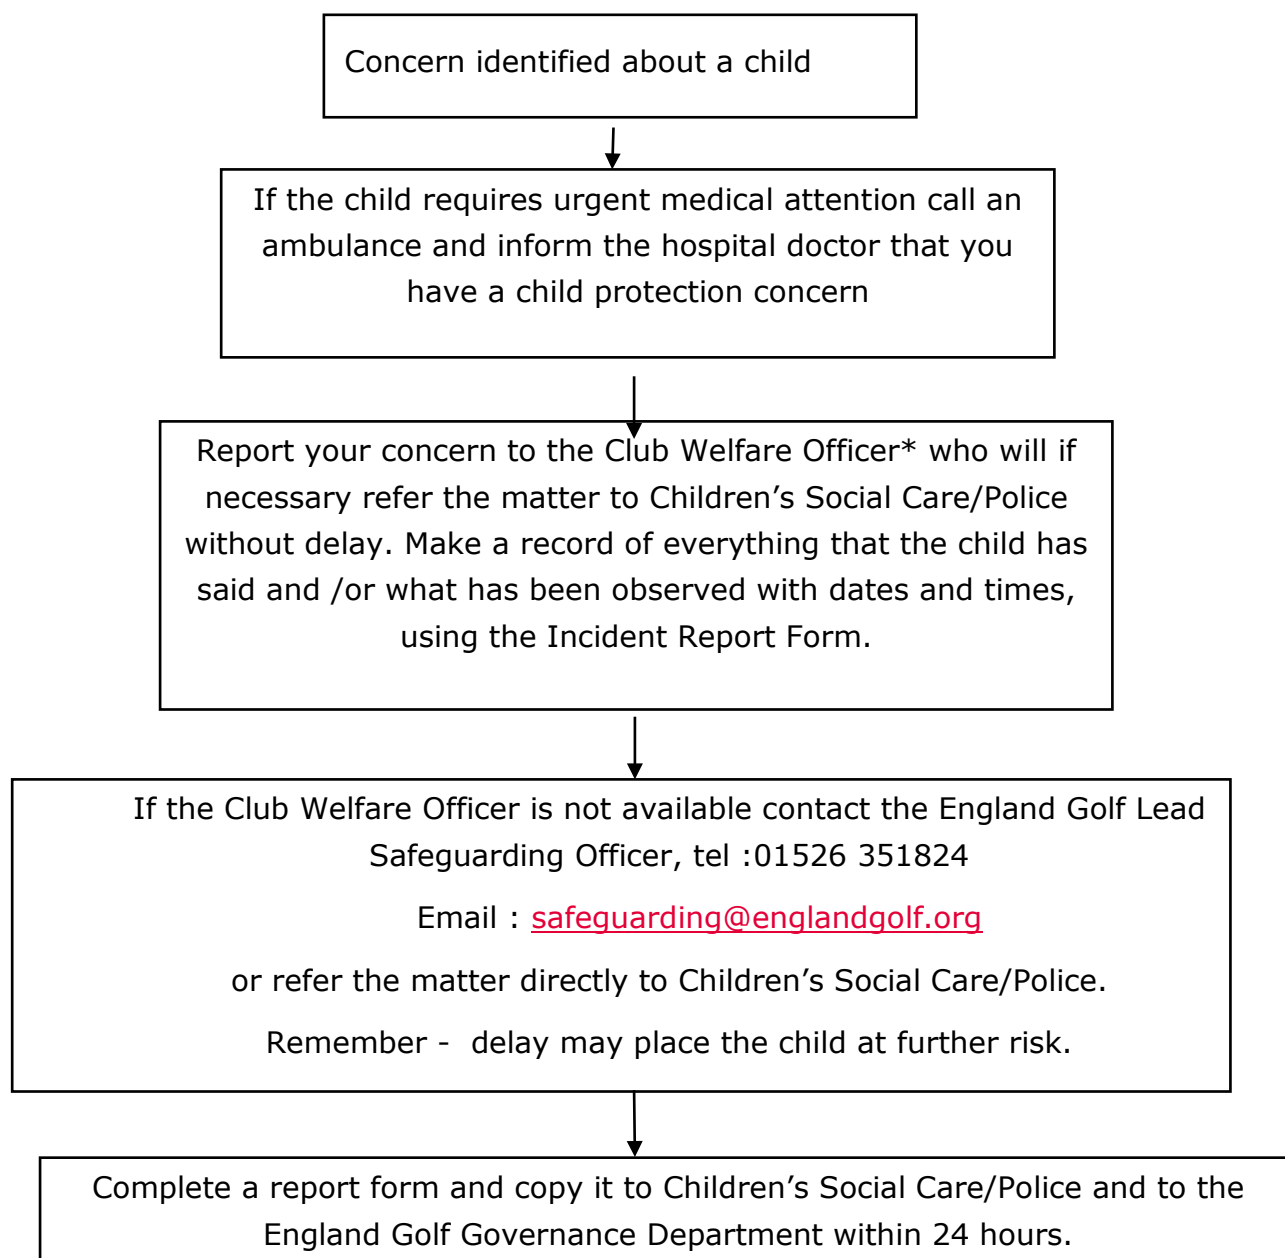 Concern identified about a child
If the child requires urgent medical attention call an
ambulance and inform the hospital doctor that you
have a child protection concern
Report your concern to the Club Welfare Officer* who will if
necessary refer the matter to Children’s Social Care/Police
without delay. Make a record of everything that the child has
said and /or what has been observed with dates and times,
using the Incident Report Form.
If the Club Welfare Officer is not available contact the England Golf Lead
Safeguarding Officer, tel :01526 351824
Email : safeguarding@englandgolf.org
or refer the matter directly to Children’s Social Care/Police.
Remember -  delay may place the child at further risk.
Complete a report form and copy it to Children’s Social Care/Police and to the
England Golf Governance Department within 24 hours.